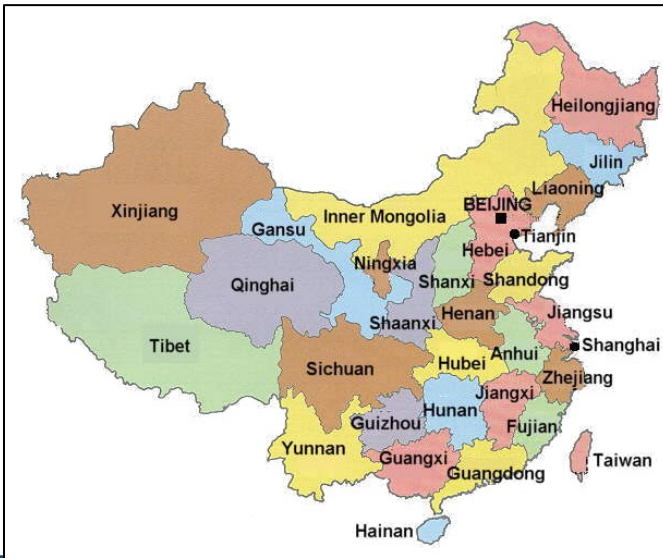 Heilongjiang
Jilin
Liaoning
BEIJING
Xinjiang
Inner Mongolia
Gansu
Tianjin
Hebei
Ningxia
Shanxi
Shandong
Qinghai
Henan
Jiangsu
Shaanxi
Tibet
Anhui
Shanghai
Sichuan
Hubei
Zhejiang
Jiangxi
Hunan
Guizhou
Fujian
Yunnan
Guangxi
Taiwan
Guangdong
Hainan